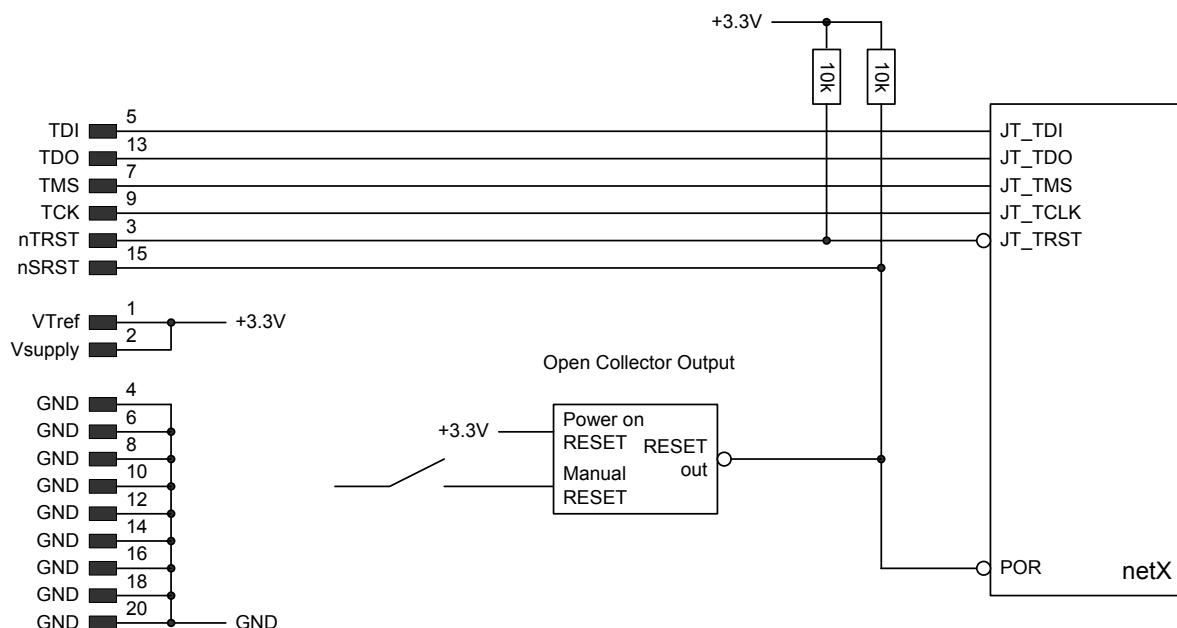 +3.3V
10k
10k
TDI 5 JT_TDI
TDO 13 JT_TDO
TMS 7 JT_TMS
TCK 9 JT_TCLK
nTRST 3 JT_TRST
nSRST 15
VTref 1 +3.3V
Vsupply 2
Open Collector Output
GND 4
GND 6
GND 8
GND 10
GND 12
GND 14
GND 16
GND 18
GND 20 GND
+3.3V
Power on
RESET
Manual
RESET
RESET
out
POR
netX